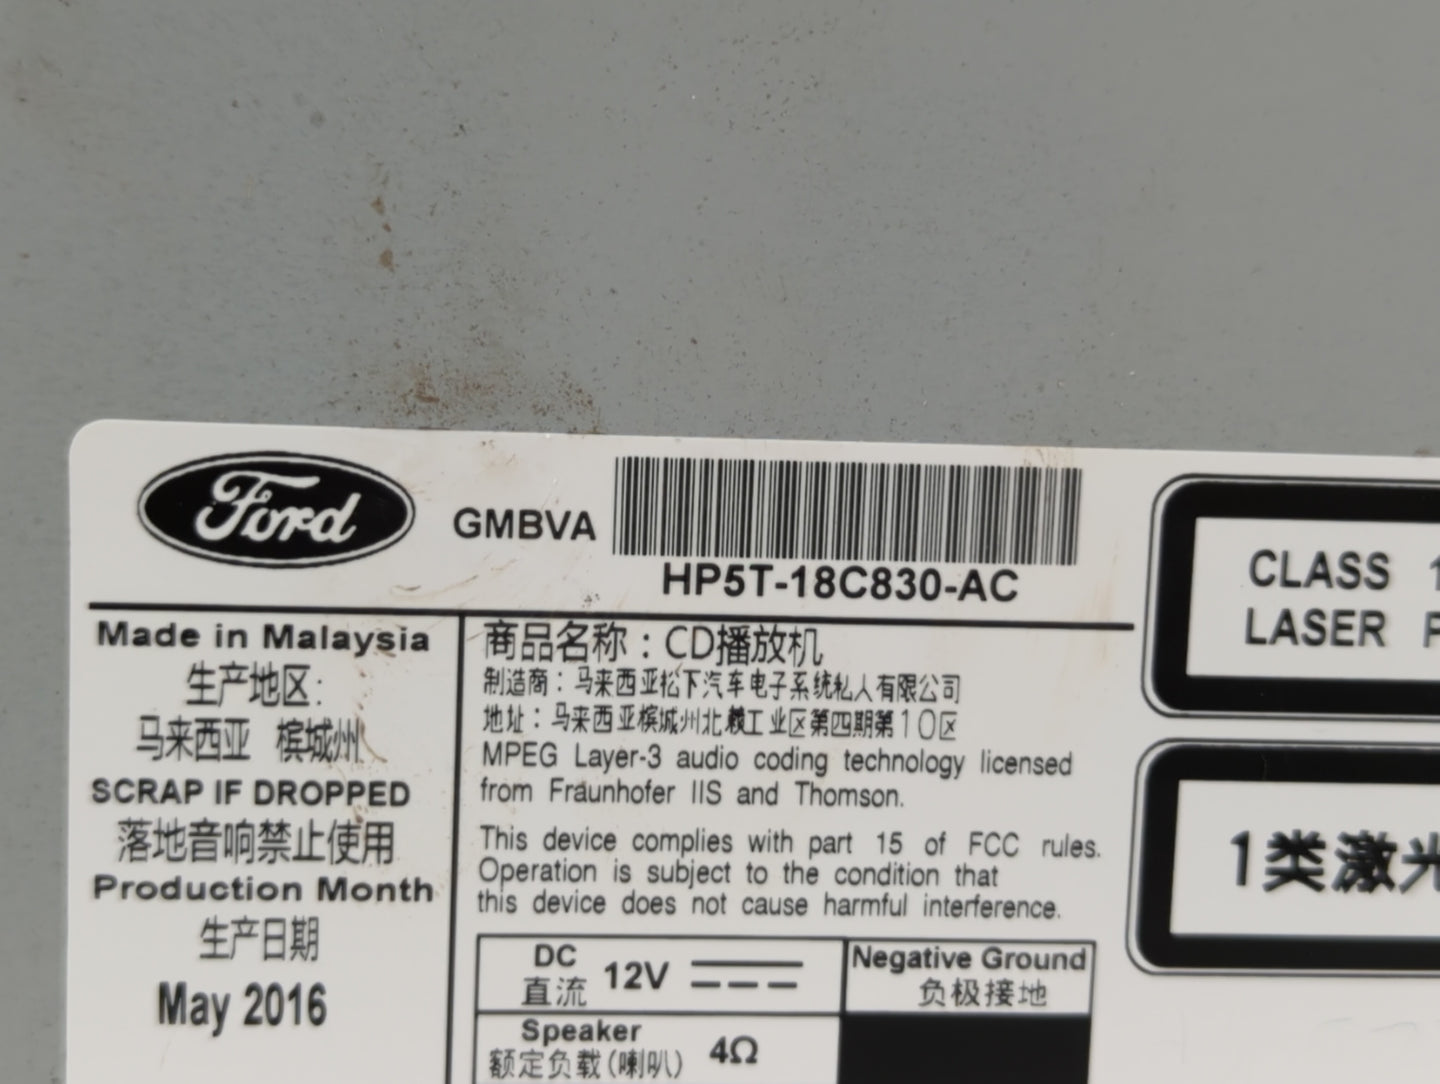 Ford
GMBVA
HP5T-18C830-AC
Made in Malaysia
生产地区:
马来西亚 槟城州
SCRAP IF DROPPED
落地音响禁止使用
Production Month
生产日期
May 2016
商品名称：CD播放机
制造商：马来西亚松下汽车电子系统私人有限公司
地址：马来西亚槟城州北赖工业区第四期第10区
MPEG Layer-3 audio coding technology licensed
from Fraunhofer IIS and Thomson.
This device complies with part 15 of FCC rules.
Operation is subject to the condition that
this device does not cause harmful interference.
DC
直流 12V
Negative Ground
负极接地
Speaker
额定负载(喇叭) 4Ω
CLASS 1
LASER P
1类激光